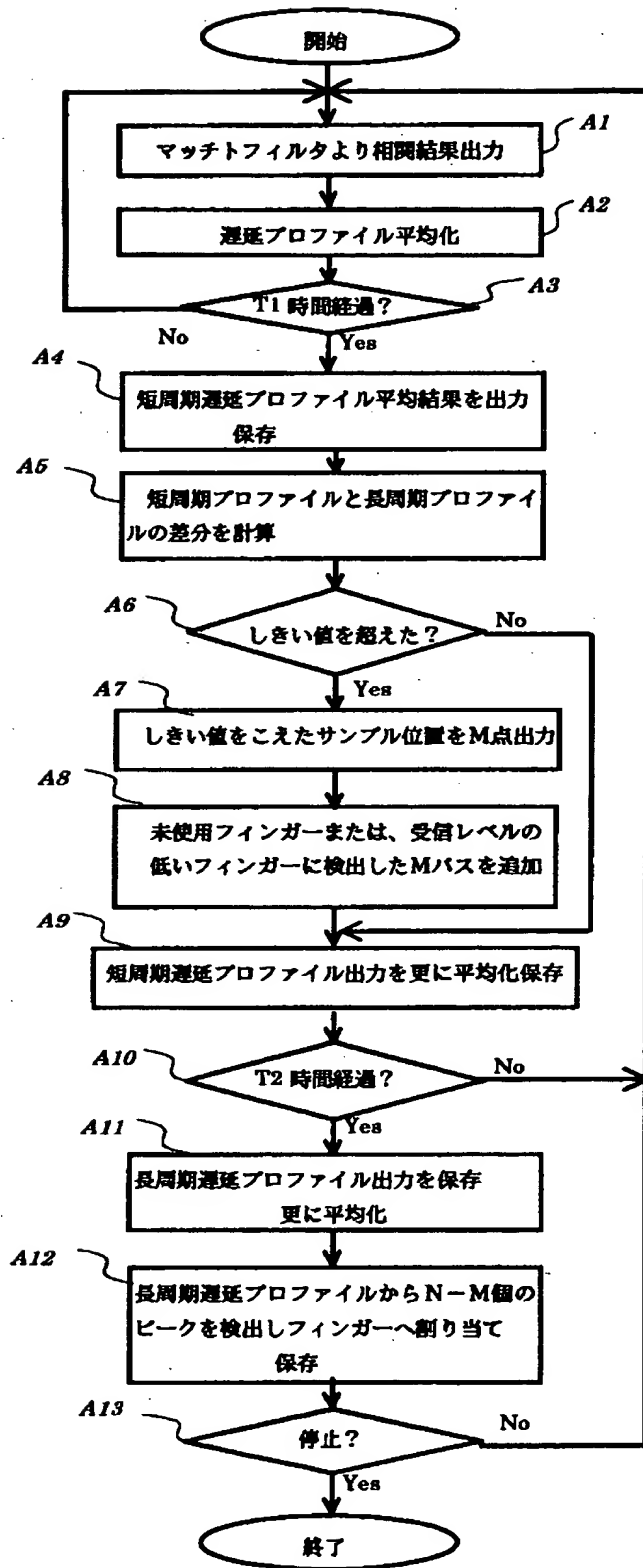 開始
A1
マッチトフィルタより相関結果出力
A2
遅延プロファイル平均化
A3
T1時間経過？
No
Yes
A4
短周期遅延プロファイル平均結果を出力
保存
A5
短周期プロファイルと長周期プロファイ
ルの差分を計算
A6
しきい値を超えた？
No
Yes
A7
しきい値をこえたサンプル位置をM点出力
A8
未使用フィンガーまたは、受信レベルの
低いフィンガーに検出したMパスを追加
A9
短周期遅延プロファイル出力を更に平均化保存
A10
T2時間経過？
No
Yes
A11
長周期遅延プロファイル出力を保存
更に平均化
A12
長周期遅延プロファイルからN－M個の
ピークを検出しフィンガーへ割り当て
保存
A13
停止？
No
Yes
終了